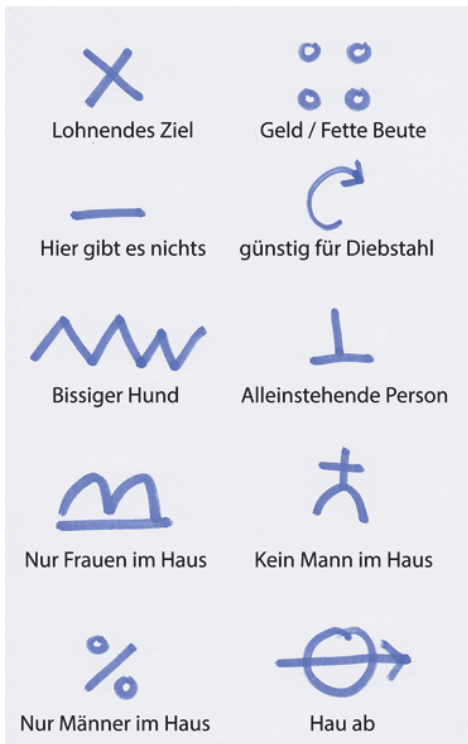 Lohnendes Ziel
Geld / Fette Beute
Hier gibt es nichts
günstig für Diebstahl
Bissiger Hund
Alleinstehende Person
Nur Frauen im Haus
Kein Mann im Haus
Nur Männer im Haus
Hau ab